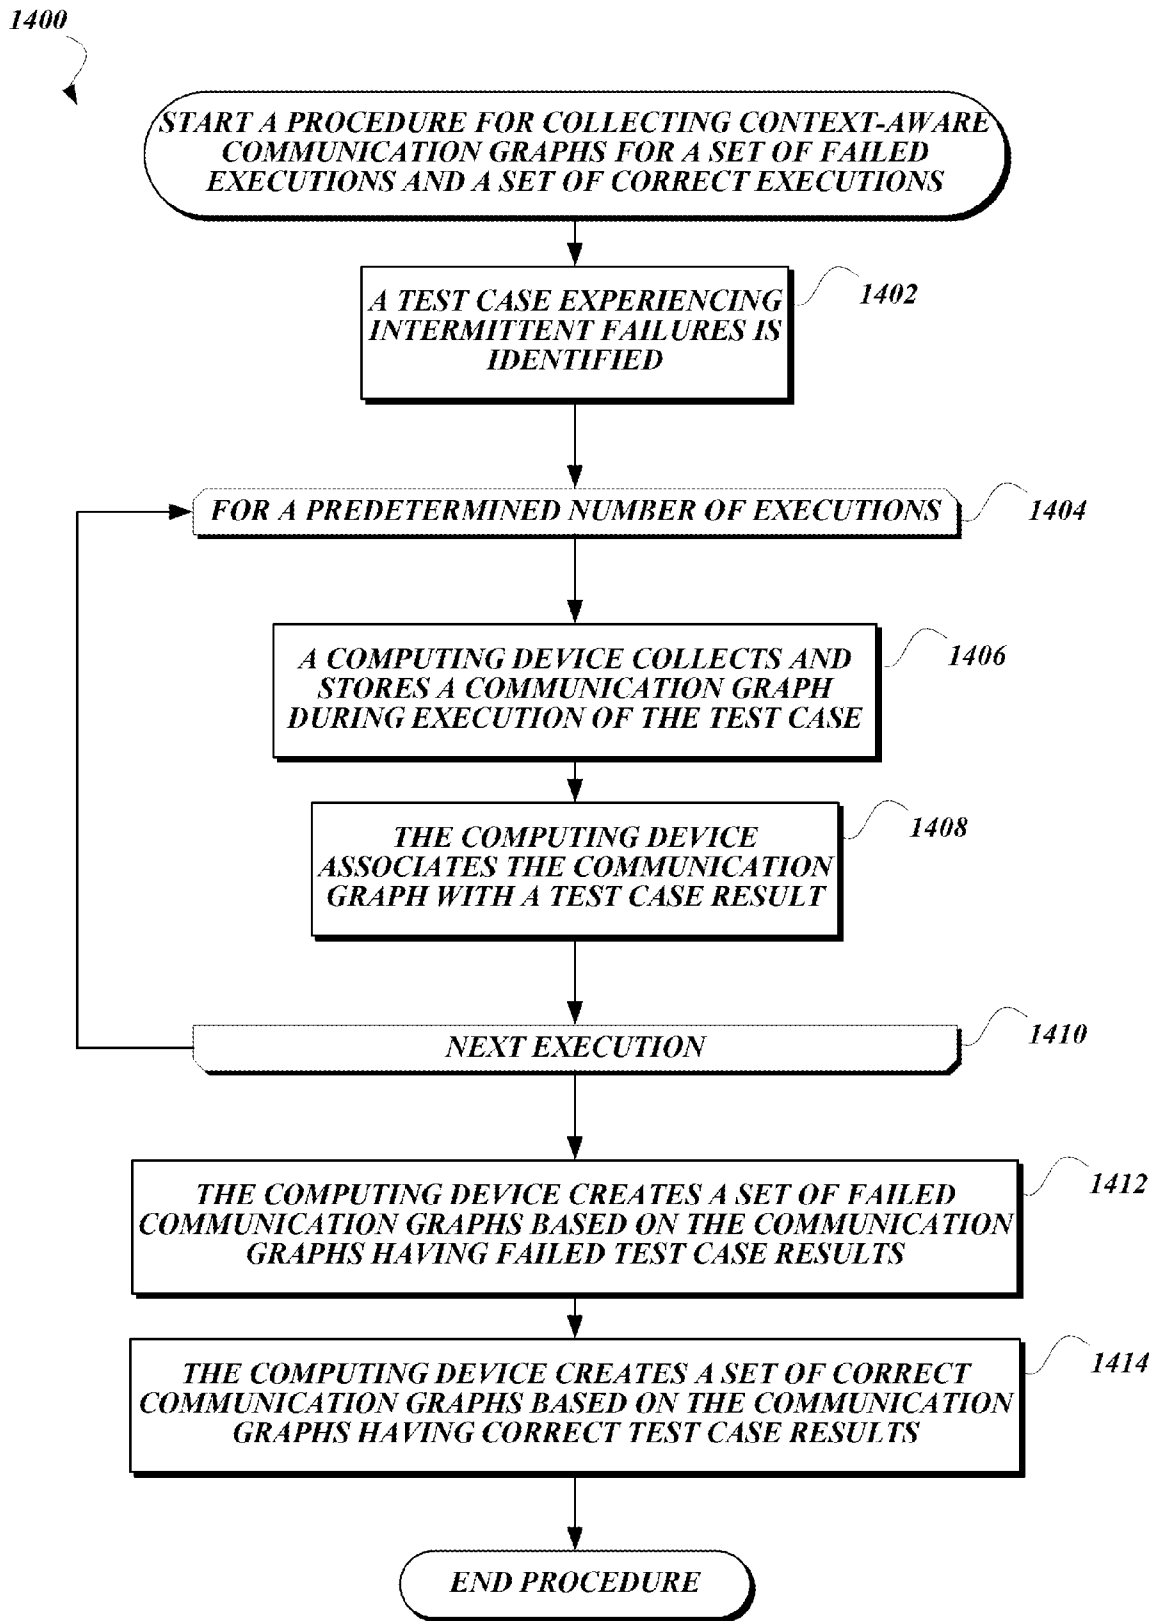 1400
START A PROCEDURE FOR COLLECTING CONTEXT-AWARE
COMMUNICATION GRAPHS FOR A SET OF FAILED
EXECUTIONS AND A SET OF CORRECT EXECUTIONS
1402
A TEST CASE EXPERIENCING
INTERMITTENT FAILURES IS
IDENTIFIED
FOR A PREDETERMINED NUMBER OF EXECUTIONS
1404
1406
A COMPUTING DEVICE COLLECTS AND
STORES A COMMUNICATION GRAPH
DURING EXECUTION OF THE TEST CASE
1408
THE COMPUTING DEVICE
ASSOCIATES THE COMMUNICATION
GRAPH WITH A TEST CASE RESULT
1410
NEXT EXECUTION
1412
THE COMPUTING DEVICE CREATES A SET OF FAILED
COMMUNICATION GRAPHS BASED ON THE COMMUNICATION
GRAPHS HAVING FAILED TEST CASE RESULTS
1414
THE COMPUTING DEVICE CREATES A SET OF CORRECT
COMMUNICATION GRAPHS BASED ON THE COMMUNICATION
GRAPHS HAVING CORRECT TEST CASE RESULTS
END PROCEDURE